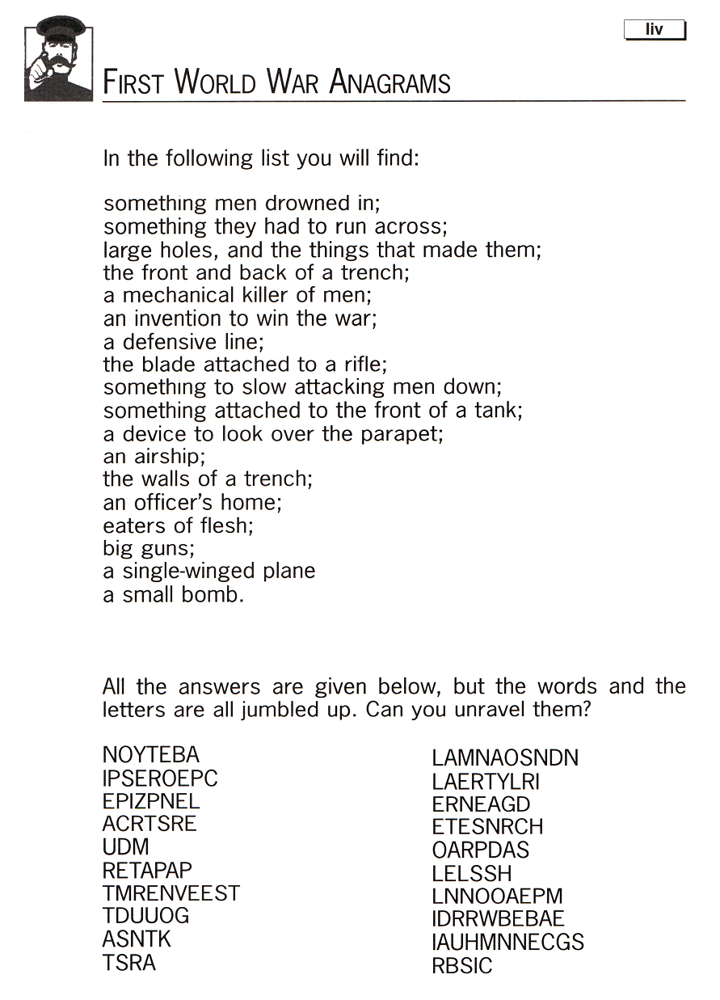 liv
FIRST WORLD WAR ANAGRAMS
In the following list you will find:
something men drowned in;
something they had to run across;
large holes, and the things that made them;
the front and back of a trench;
a mechanical killer of men;
an invention to win the war;
a defensive line;
the blade attached to a rifle;
something to slow attacking men down;
something attached to the front of a tank;
a device to look over the parapet;
an airship;
the walls of a trench;
an officer's home;
eaters of flesh;
big guns;
a single-winged plane
a small bomb.
All the answers are given below, but the words and the
letters are all jumbled up. Can you unravel them?
NOYTEBA
IPSEROEPC
EPIZPNEL
ACRTSRE
UDM
RETAPAP
TMRENVEEST
TDUUOG
ASNTK
TSRA
LAMNAOSNDN
LAERTYLRI
ERNEAGD
ETESNRCH
OARPDAS
LELSSH
LNNOOAEPM
IDRRWBEBAE
IAUHMNNECGS
RBSIC